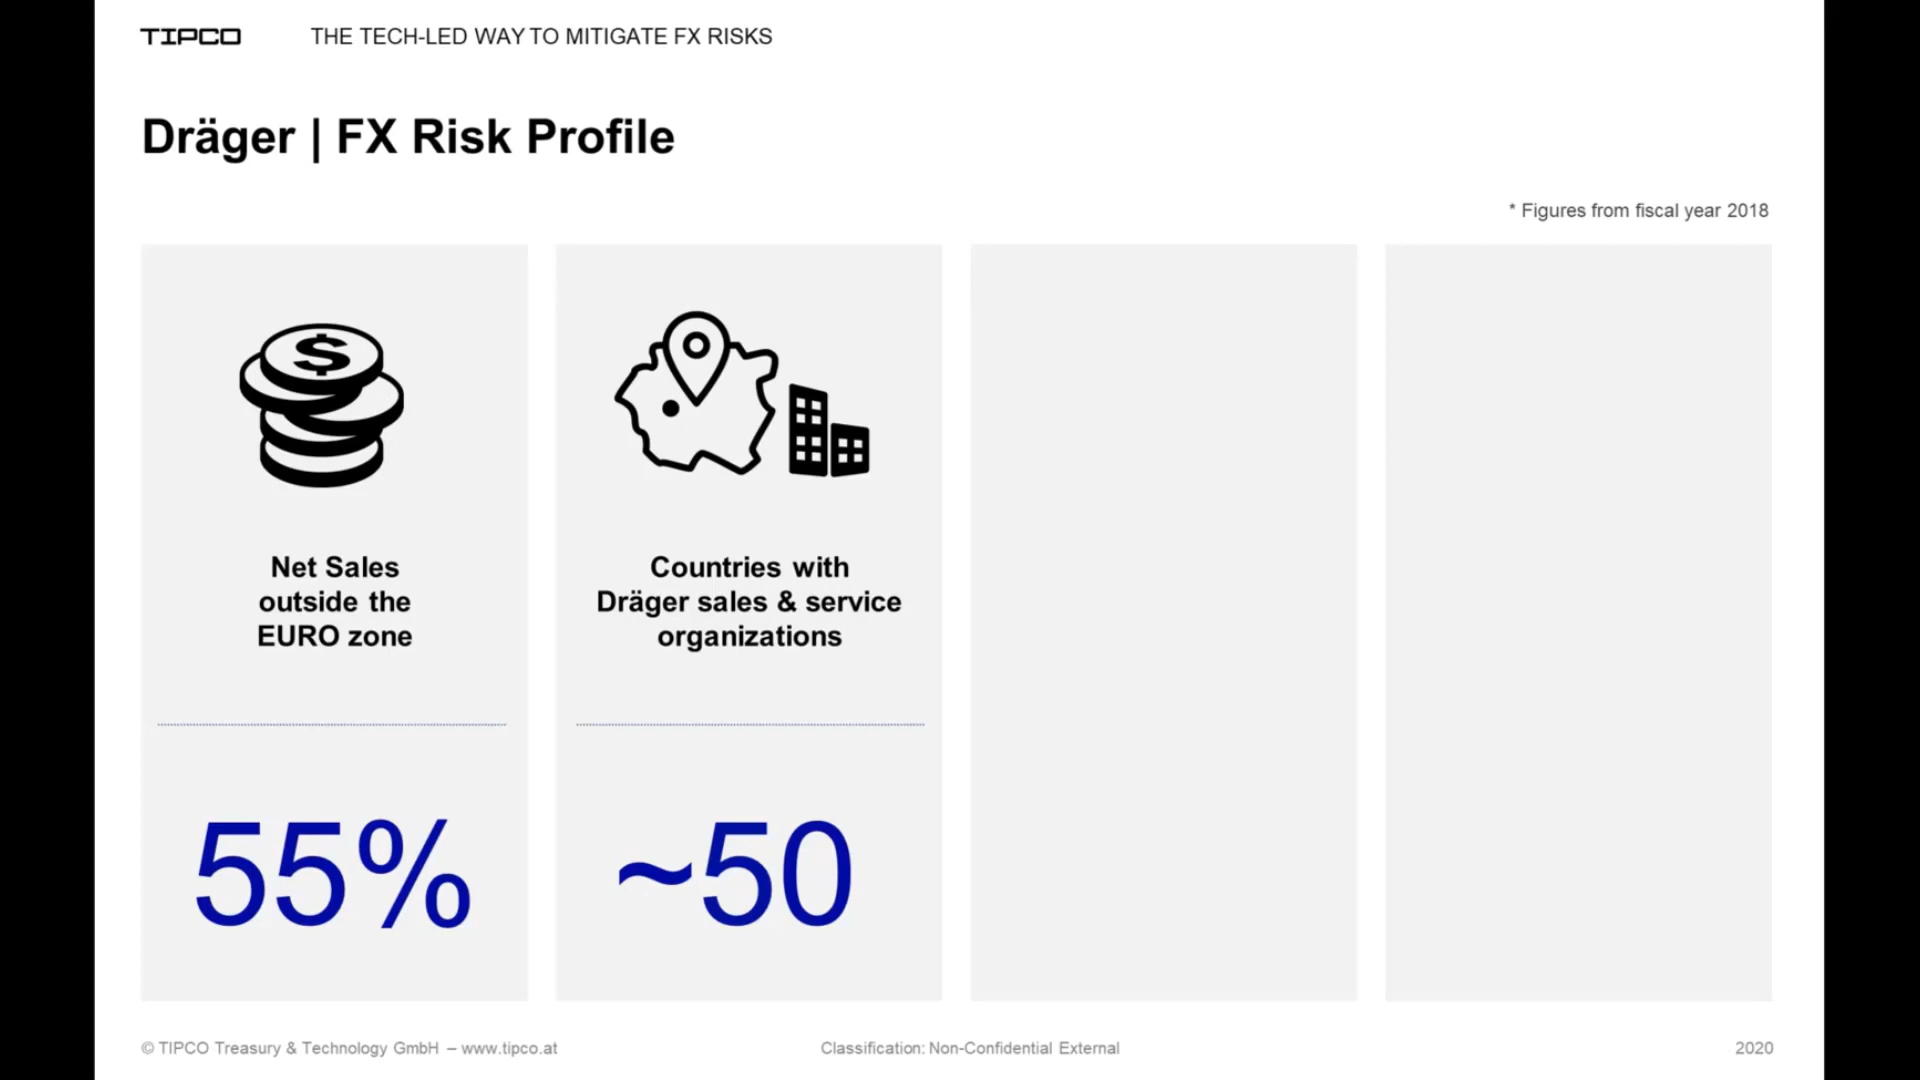 TIPCO
THE TECH-LED WAY TO MITIGATE FX RISKS
Dräger | FX Risk Profile
* Figures from fiscal year 2018
$
Net Sales
outside the
EURO zone
55%
Countries with
Dräger sales & service
organizations
~50
© TIPCO Treasury & Technology GmbH – www.tipco.at
Classification: Non-Confidential External
2020